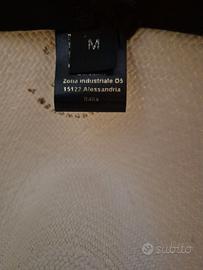 M
Zona Industriale D5
15122 Alessandria
Italia
subito